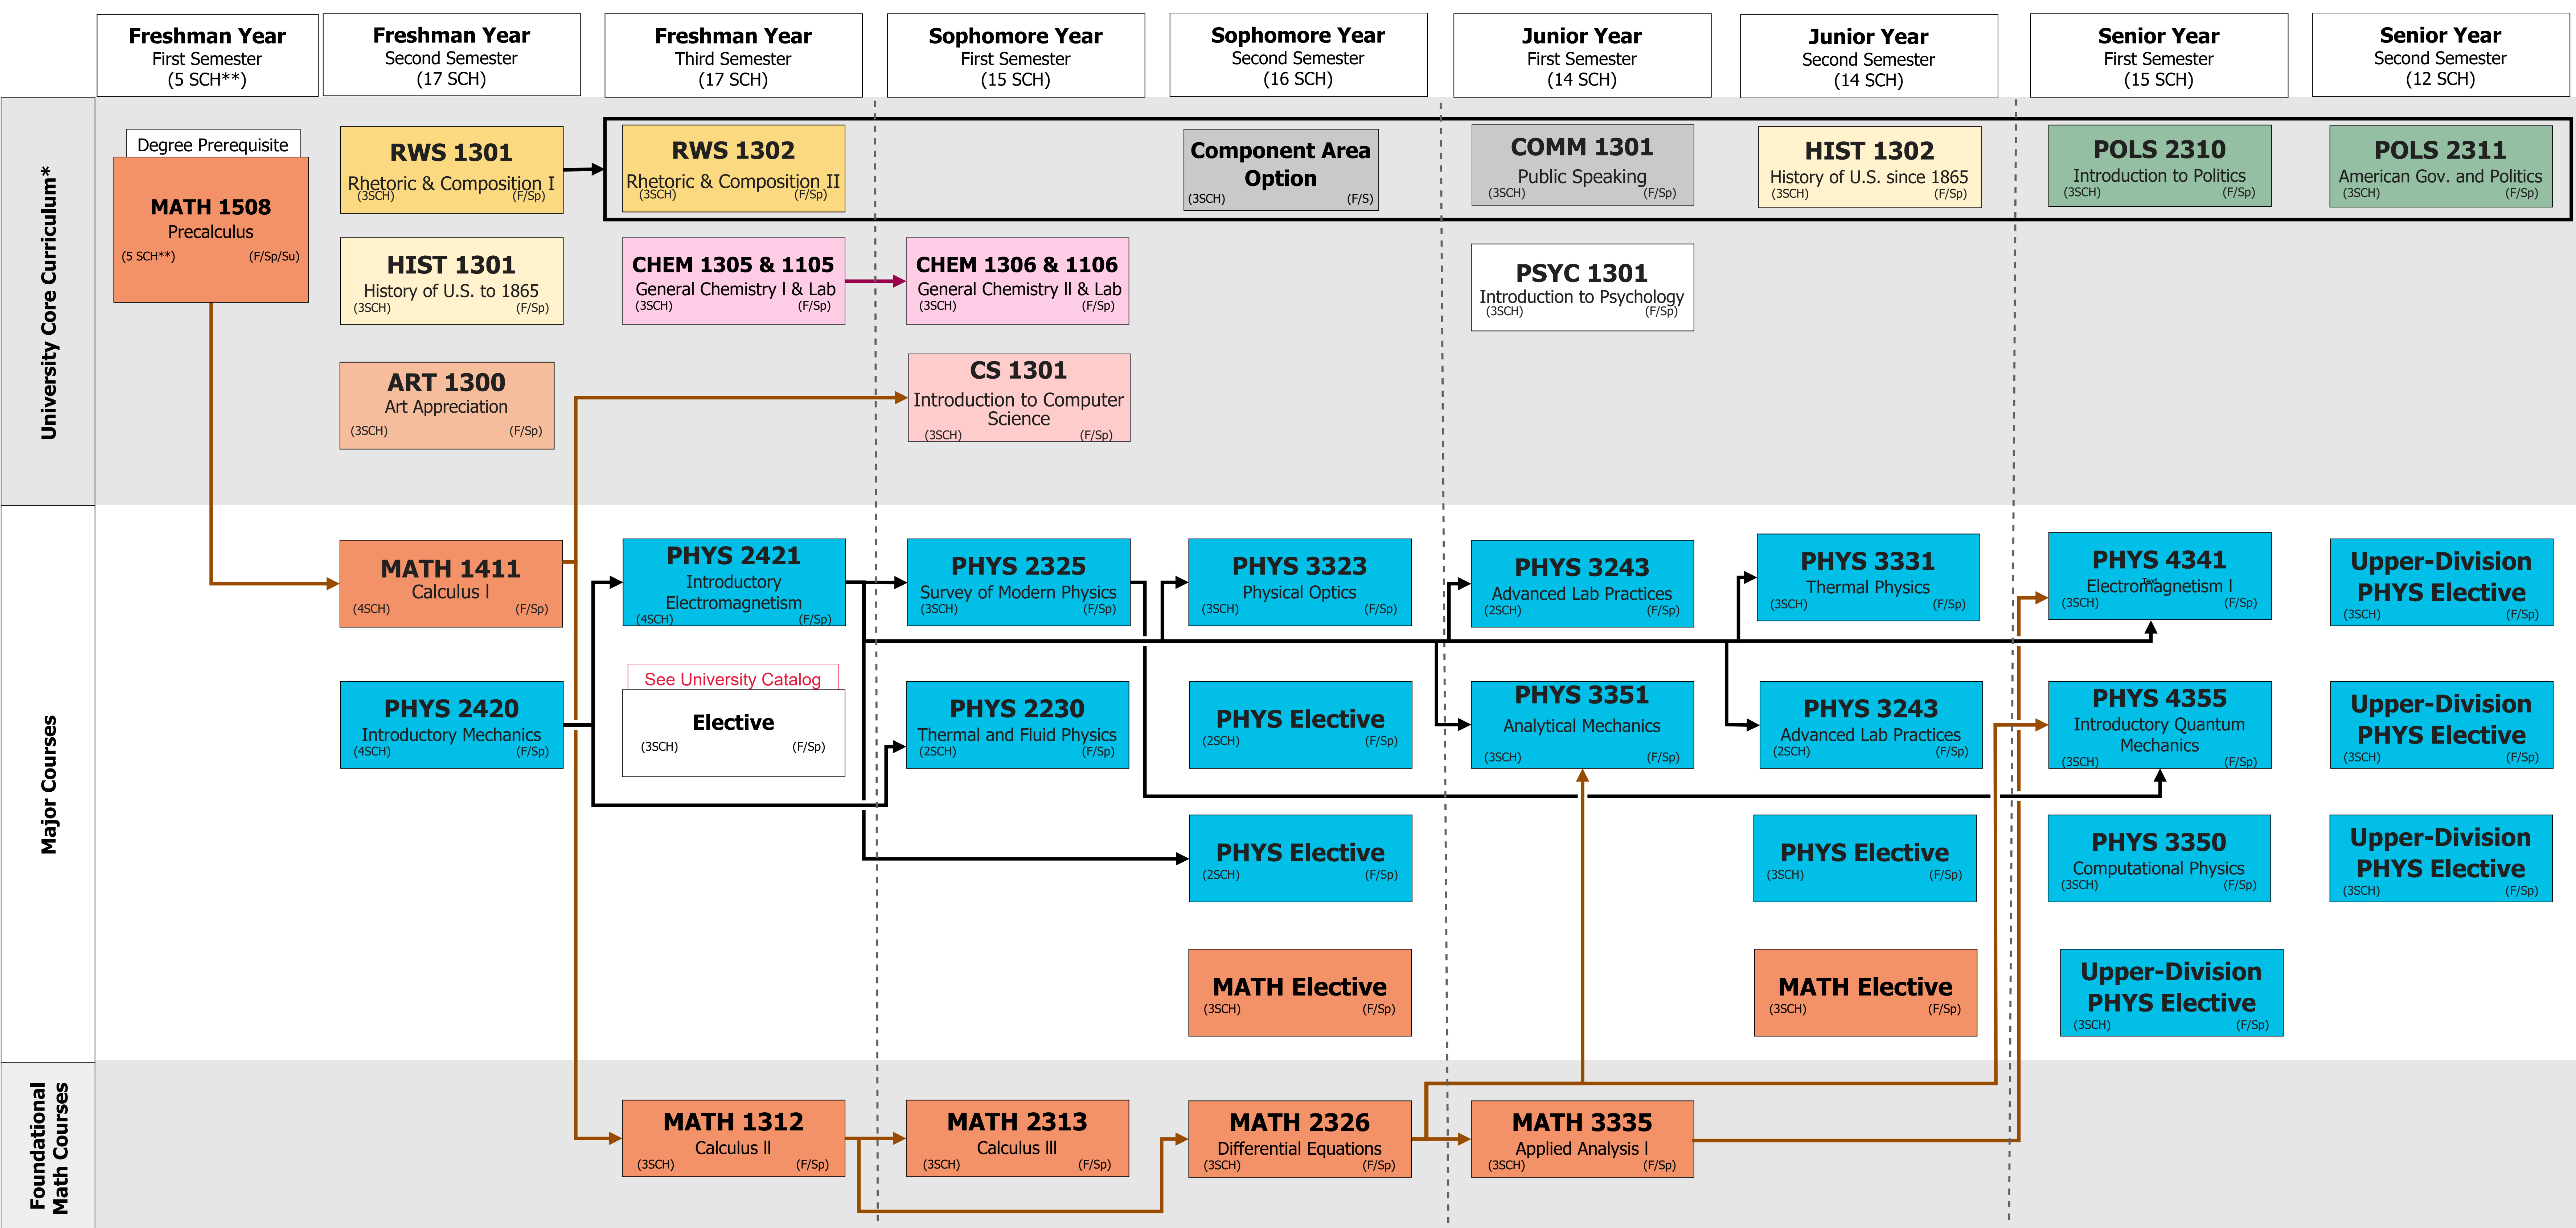 Freshman Year
First Semester
(5 SCH**)
Freshman Year
Second Semester
(17 SCH)
Freshman Year
Third Semester
(17 SCH)
Sophomore Year
First Semester
(15 SCH)
Sophomore Year
Second Semester
(16 SCH)
Junior Year
First Semester
(14 SCH)
Junior Year
Second Semester
(14 SCH)
Senior Year
First Semester
(15 SCH)
Senior Year
Second Semester
(12 SCH)
University Core Curriculum*
Degree Prerequisite
MATH 1508
Precalculus
(5 SCH**) (F/Sp/Su)
RWS 1301
Rhetoric & Composition I
(3SCH) (F/Sp)
RWS 1302
Rhetoric & Composition II
(3SCH) (F/Sp)
Component Area
Option
(3SCH) (F/S)
COMM 1301
Public Speaking
(3SCH) (F/Sp)
HIST 1302
History of U.S. since 1865
(3SCH) (F/Sp)
POLS 2310
Introduction to Politics
(3SCH) (F/Sp)
POLS 2311
American Gov. and Politics
(3SCH) (F/Sp)
HIST 1301
History of U.S. to 1865
(3SCH) (F/Sp)
CHEM 1305 & 1105
General Chemistry I & Lab
(3SCH) (F/Sp)
CHEM 1306 & 1106
General Chemistry II & Lab
(3SCH) (F/Sp)
PSYC 1301
Introduction to Psychology
(3SCH) (F/Sp)
ART 1300
Art Appreciation
(3SCH) (F/Sp)
CS 1301
Introduction to Computer
Science
(3SCH) (F/Sp)
Major Courses
MATH 1411
Calculus I
(4SCH) (F/Sp)
PHYS 2421
Introductory
Electromagnetism
(4SCH) (F/Sp)
PHYS 2325
Survey of Modern Physics
(3SCH) (F/Sp)
PHYS 3323
Physical Optics
(3SCH) (F/Sp)
PHYS 3243
Advanced Lab Practices
(2SCH) (F/Sp)
PHYS 3331
Thermal Physics
(3SCH) (F/Sp)
PHYS 4341
Text
Electromagnetism I
(3SCH) (F/Sp)
Upper-Division
PHYS Elective
(3SCH) (F/Sp)
PHYS 2420
Introductory Mechanics
(4SCH) (F/Sp)
See University Catalog
Elective
(3SCH) (F/Sp)
PHYS 2230
Thermal and Fluid Physics
(2SCH) (F/Sp)
PHYS Elective
(2SCH) (F/Sp)
PHYS 3351
Analytical Mechanics
(3SCH) (F/Sp)
PHYS 3243
Advanced Lab Practices
(2SCH) (F/Sp)
PHYS 4355
Introductory Quantum
Mechanics
(3SCH) (F/Sp)
Upper-Division
PHYS Elective
(3SCH) (F/Sp)
PHYS Elective
(2SCH) (F/Sp)
PHYS Elective
(3SCH) (F/Sp)
PHYS 3350
Computational Physics
(3SCH) (F/Sp)
Upper-Division
PHYS Elective
(3SCH) (F/Sp)
MATH Elective
(3SCH) (F/Sp)
MATH Elective
(3SCH) (F/Sp)
Upper-Division
PHYS Elective
(3SCH) (F/Sp)
Foundational
Math Courses
MATH 1312
Calculus II
(3SCH) (F/Sp)
MATH 2313
Calculus III
(3SCH) (F/Sp)
MATH 2326
Differential Equations
(3SCH) (F/Sp)
MATH 3335
Applied Analysis I
(3SCH) (F/Sp)